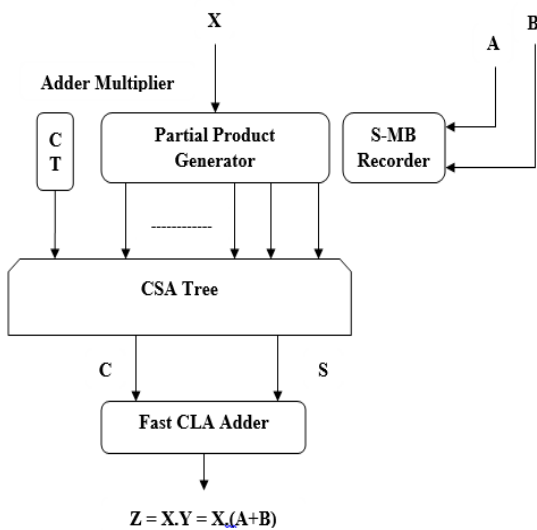 X
B
A
Adder Multiplier
C
T
Partial Product
Generator
S-MB
Recorder
------------
CSA Tree
C
S
Fast CLA Adder
Z = X.Y = X.(A+B)